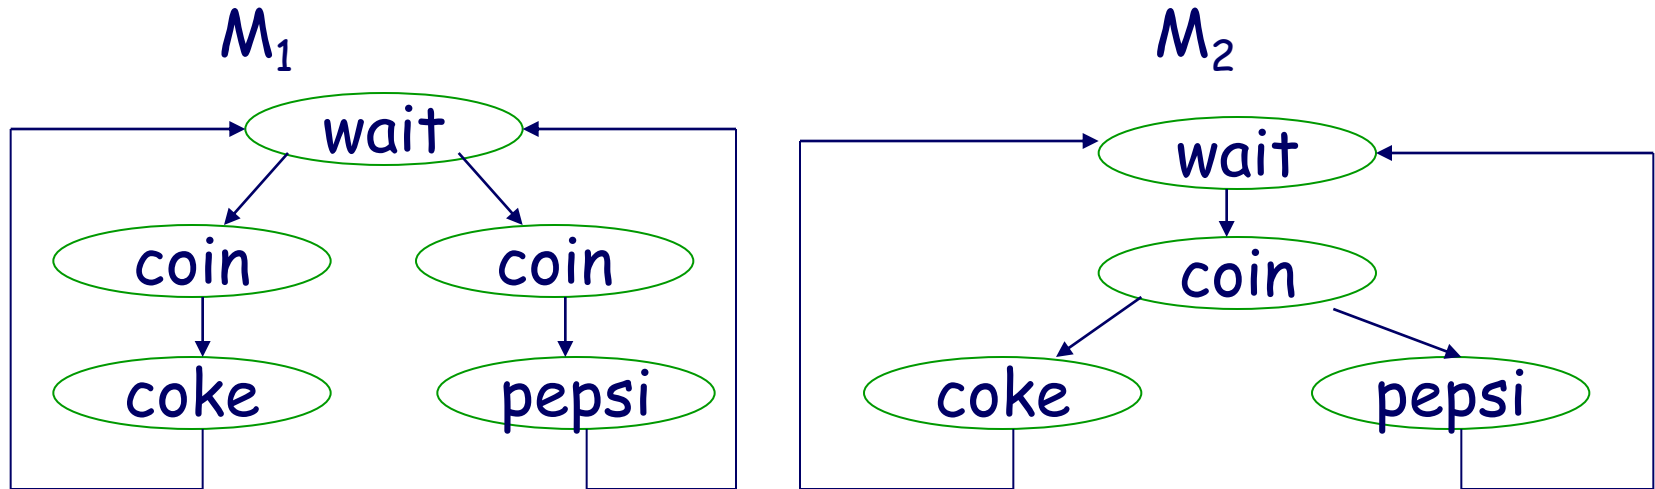 M1
M2
wait
wait
coin
coin
coin
coke
pepsi
coke
pepsi